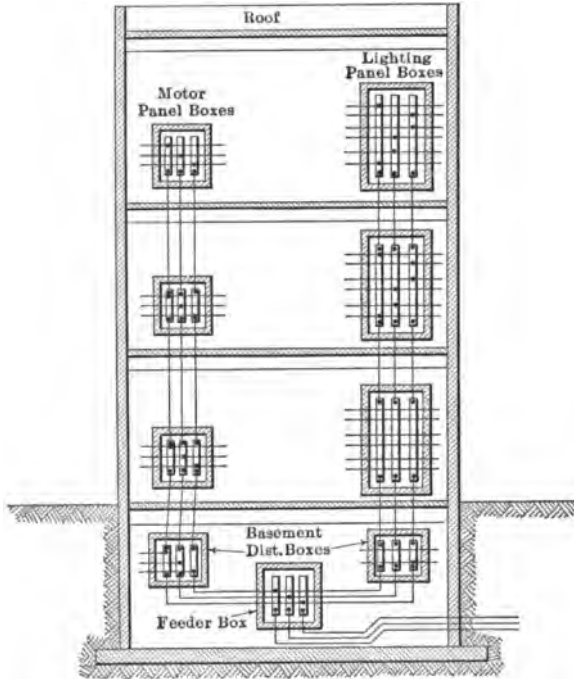 Roof
Lighting
Panel Boxes
Motor
Panel Boxes
Basement
Dist. Boxes
Feeder Box